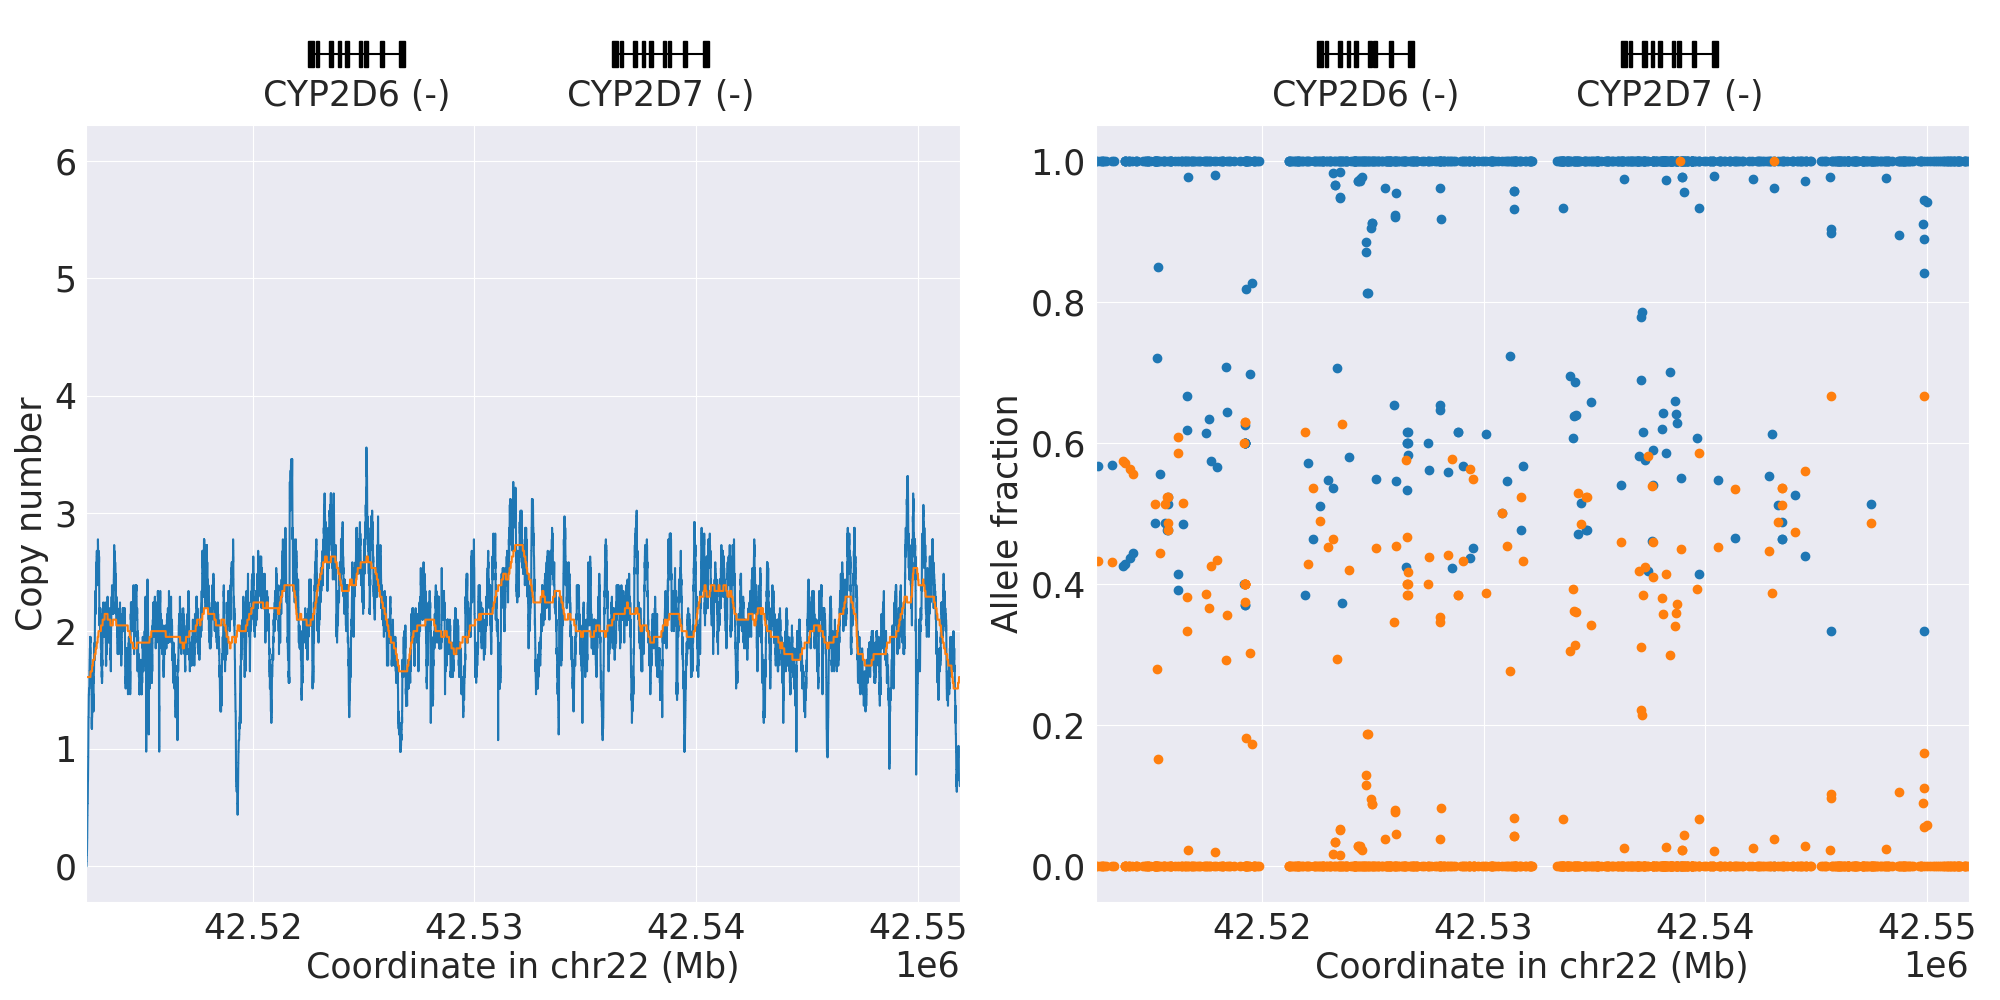 CYP2D6 (-) CYP2D7 (-)
6
5
4
3
2
1
0
Copy number
42.52 42.53 42.54 42.55
Coordinate in chr22 (Mb) 1e6
CYP2D6 (-) CYP2D7 (-)
1.0
0.8
0.6
0.4
0.2
0.0
Allele fraction
42.52 42.53 42.54 42.55
Coordinate in chr22 (Mb) 1e6